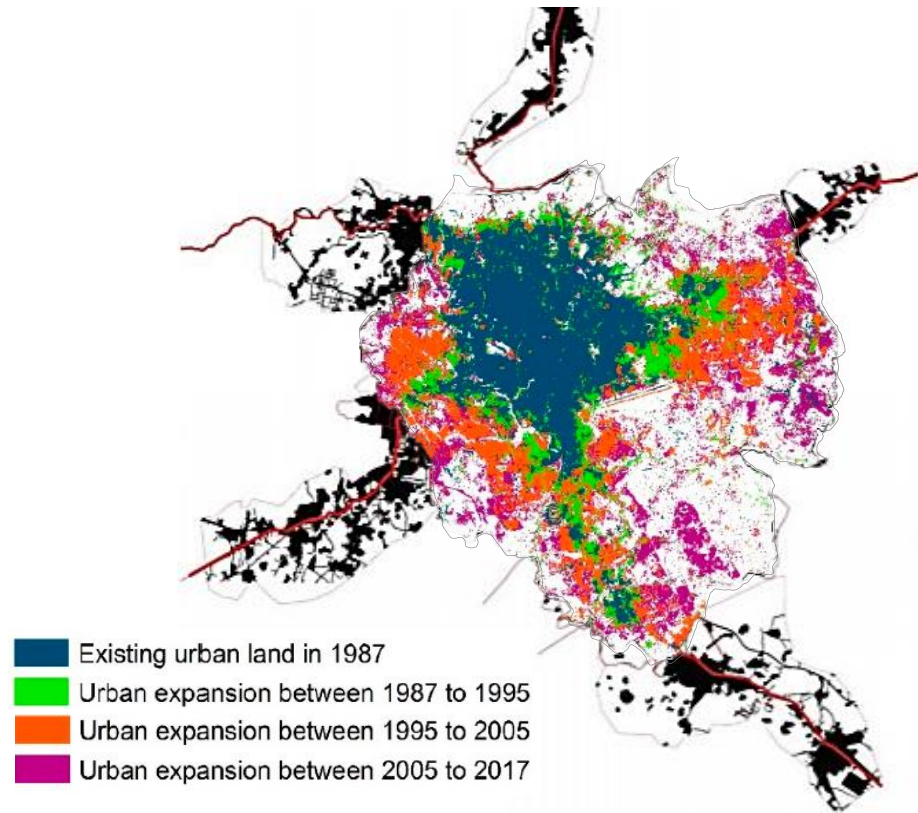 Existing urban land in 1987
Urban expansion between 1987 to 1995
Urban expansion between 1995 to 2005
Urban expansion between 2005 to 2017